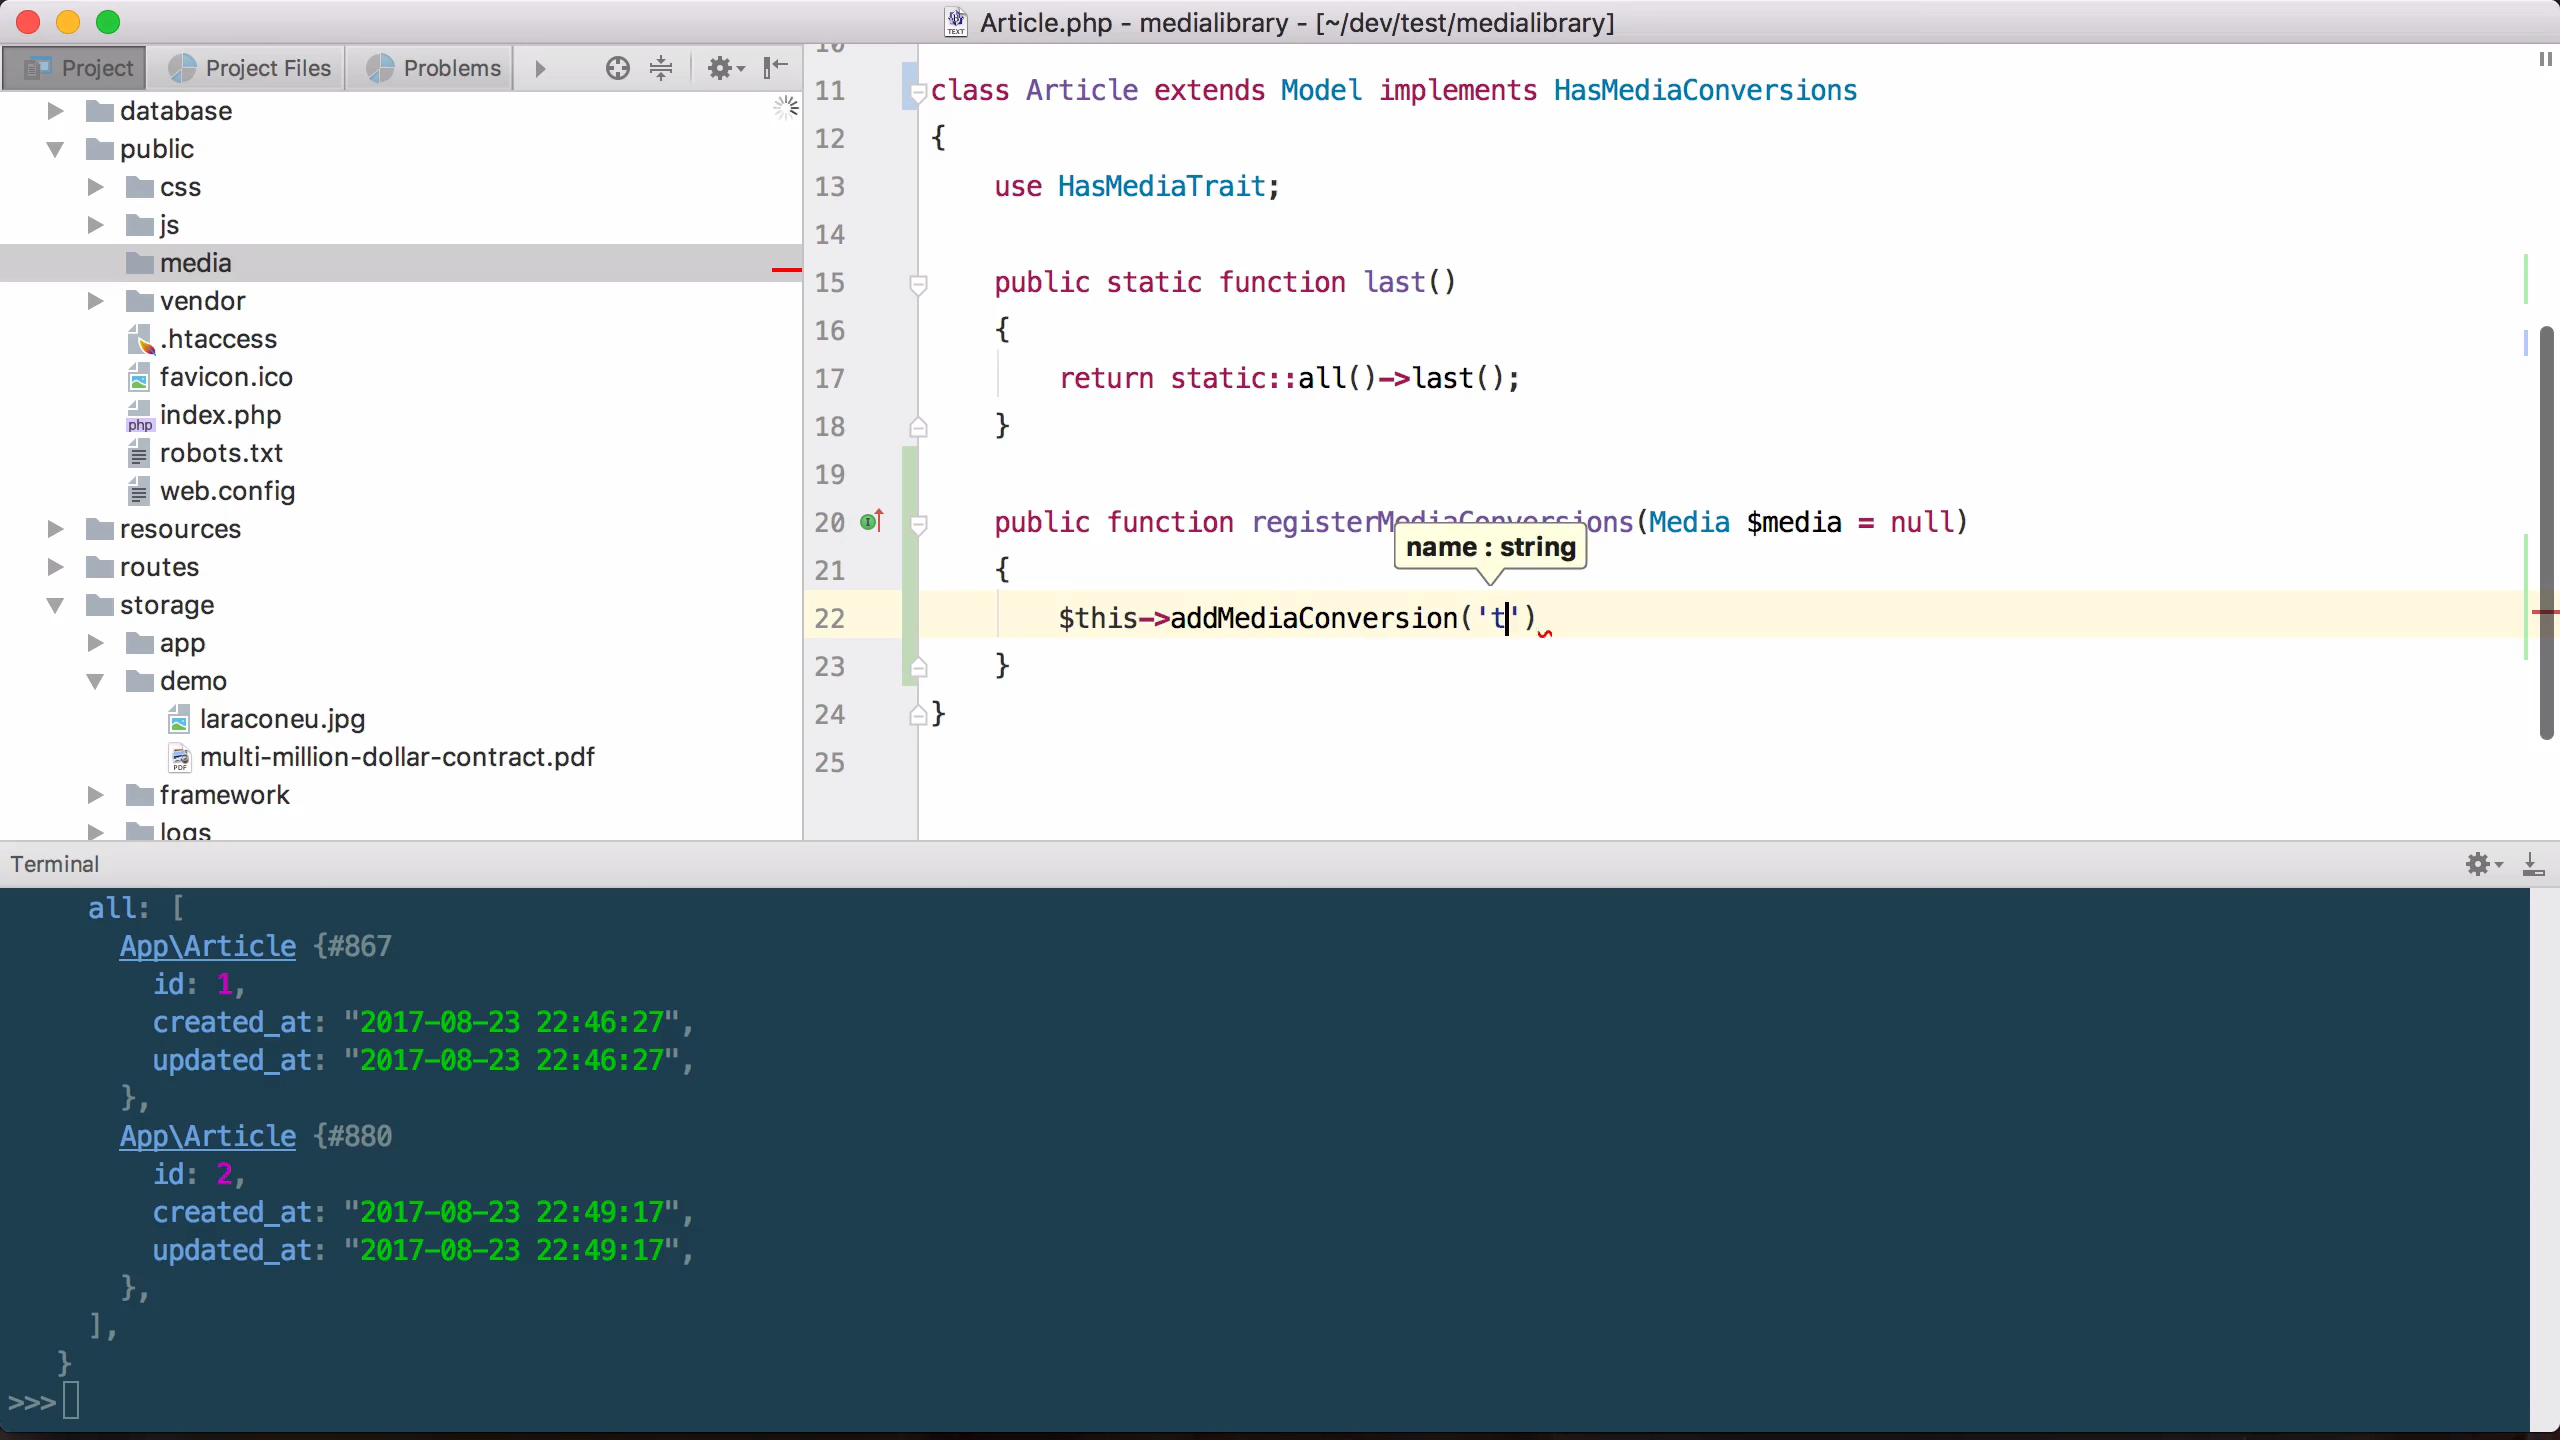 Article.php - medialibrary - [~/dev/test/medialibrary]
Project
Project Files
Problems
database
public
css
js
media
vendor
.htaccess
favicon.ico
index.php
robots.txt
web.config
resources
routes
storage
app
demo
laraconeu.jpg
multi-million-dollar-contract.pdf
framework
logs
10
11 class Article extends Model implements HasMediaConversions
12 {
13 use HasMediaTrait;
14
15 public static function last()
16 {
17 return static::all()->last();
18 }
19
20 public function registerMediaConversions(Media $media = null)
name : string
21 {
22 $this->addMediaConversion('t')
23 }
24 }
25
Terminal
all: [
App\Article {#867
id: 1,
created_at: "2017-08-23 22:46:27",
updated_at: "2017-08-23 22:46:27",
},
App\Article {#880
id: 2,
created_at: "2017-08-23 22:49:17",
updated_at: "2017-08-23 22:49:17",
},
],
}
>>>